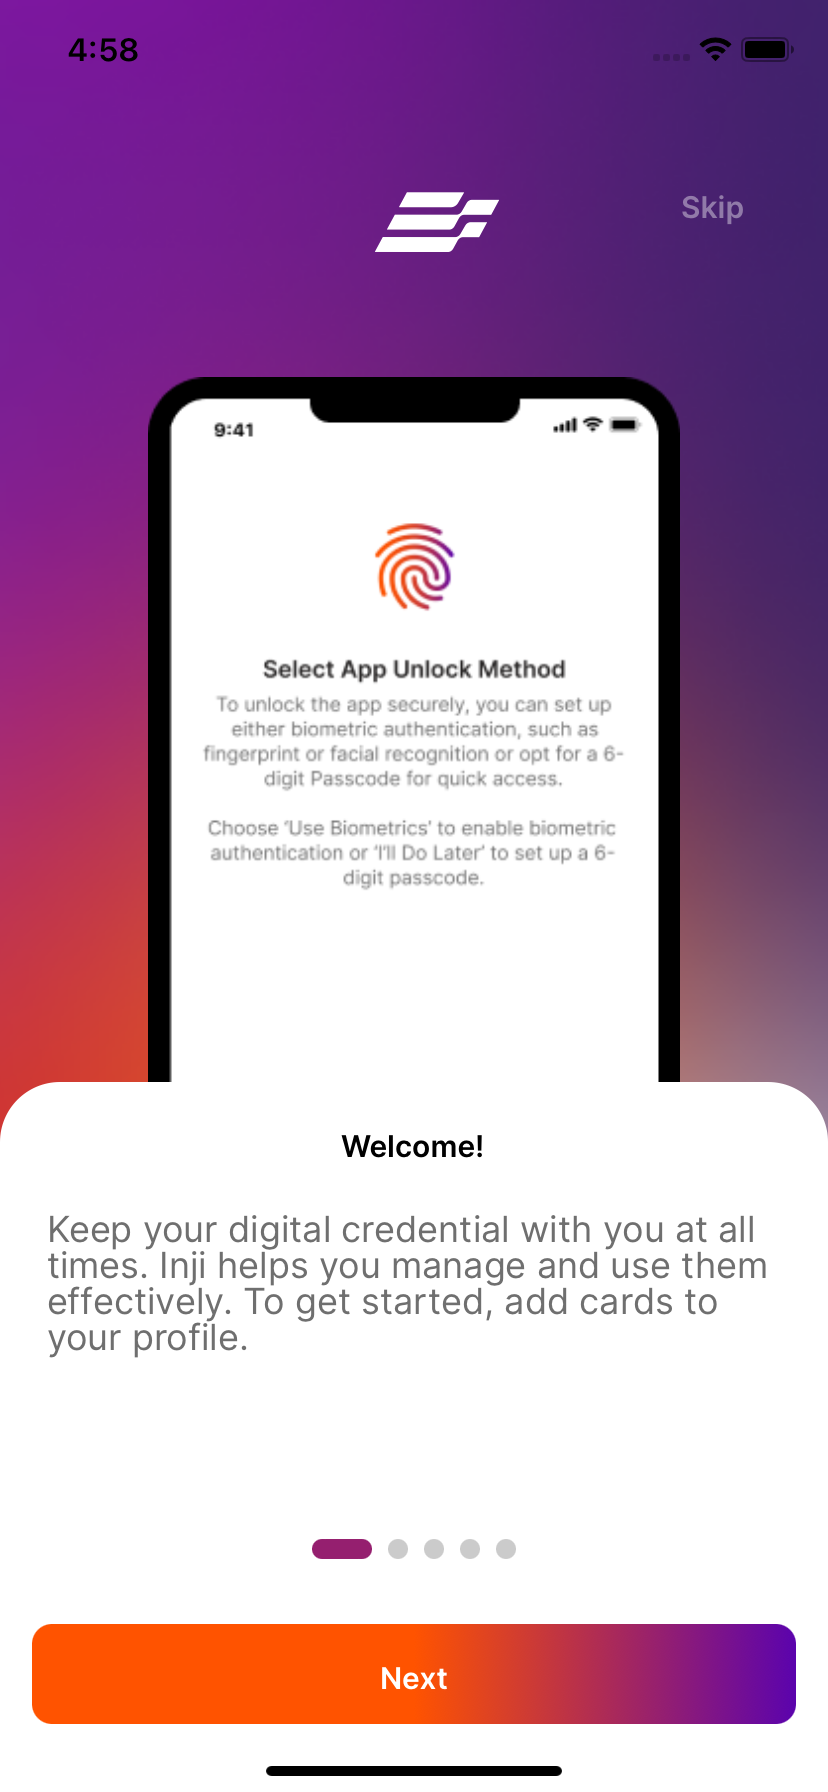 4:58
Skip
9:41
Select App Unlock Method
To unlock the app securely, you can set up
either biometric authentication, such as
fingerprint or facial recognition or opt for a 6-
digit Passcode for quick access.
Choose ‘Use Biometrics’ to enable biometric
authentication or ‘I’ll Do Later’ to set up a 6-
digit passcode.
Welcome!
Keep your digital credential with you at all
times. Inji helps you manage and use them
effectively. To get started, add cards to
your profile.
Next